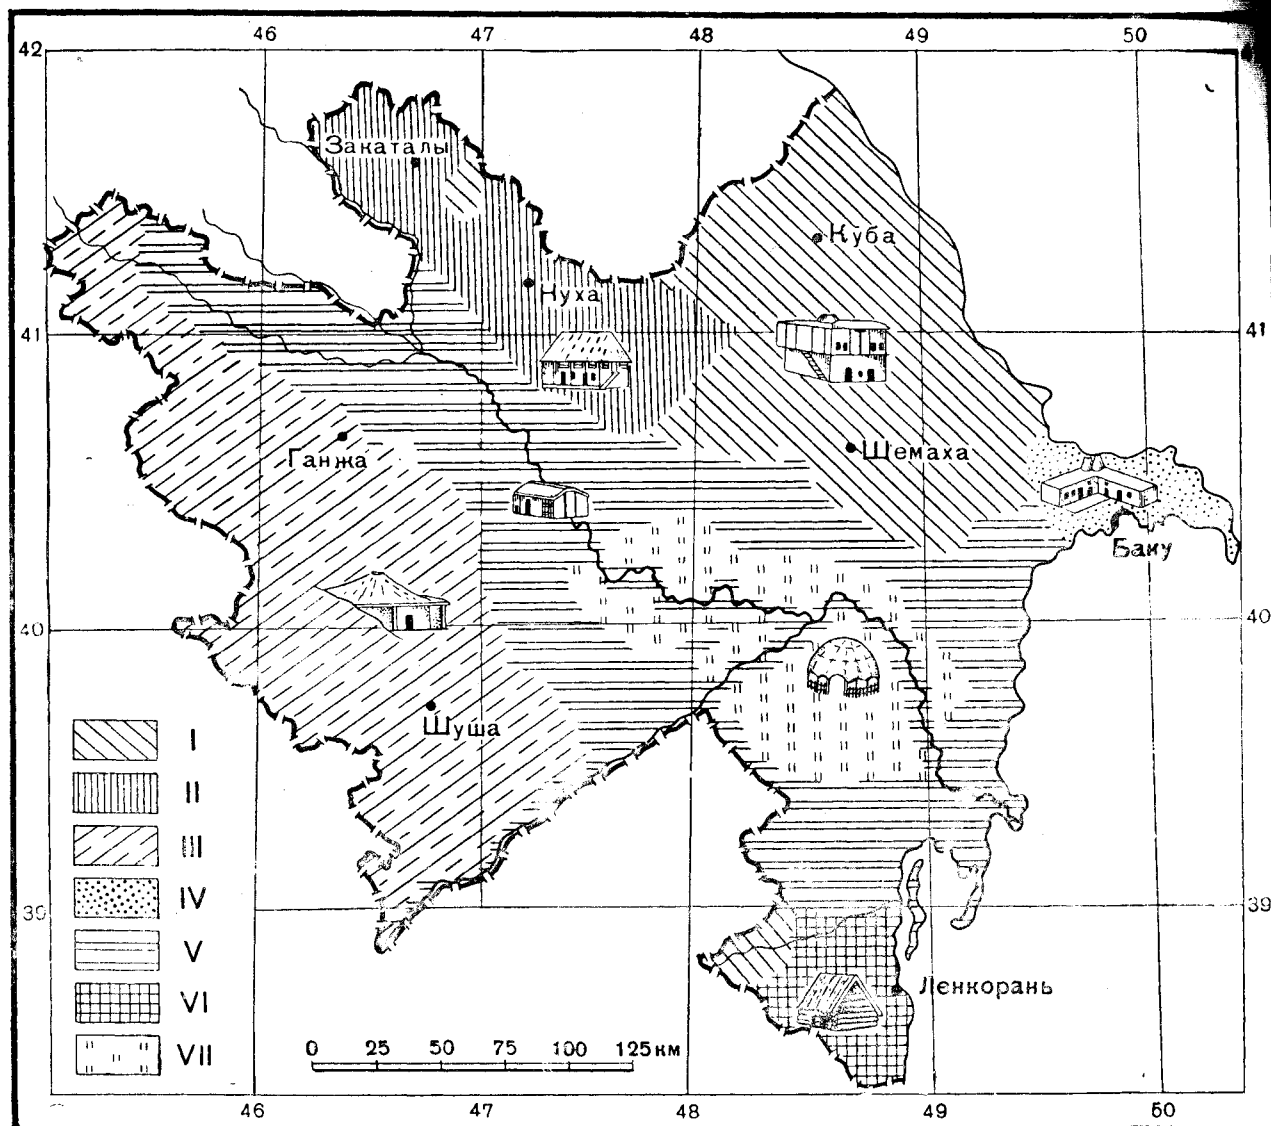 46 47 48 49 50
42
Закаталы
Куба
Нуха
41 41
Шемаха
Ганжа
Баку
40 40
Шуша
I
II
III
IV
39 39
V
Ленкорань
VI
VII
0 25 50 75 100 125 км
46 47 48 49 50